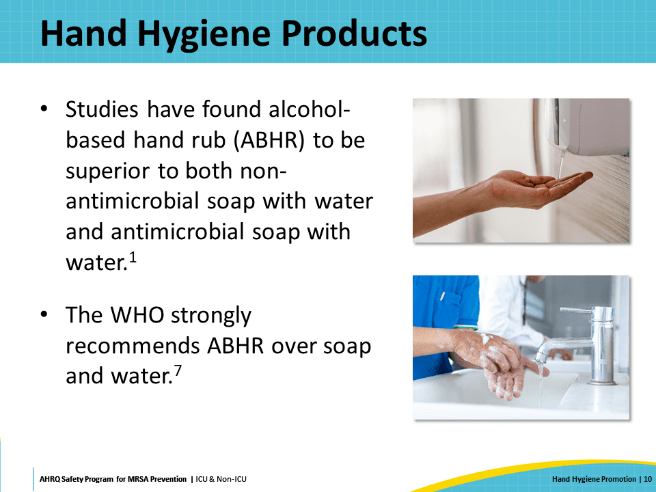 Hand Hygiene Products
• Studies have found alcohol-
based hand rub (ABHR) to be
superior to both non-
antimicrobial soap with water
and antimicrobial soap with
water.1
• The WHO strongly
recommends ABHR over soap
and water.7
AHRQ Safety Program for MRSA Prevention | ICU & Non-ICU
Hand Hygiene Promotion | 10